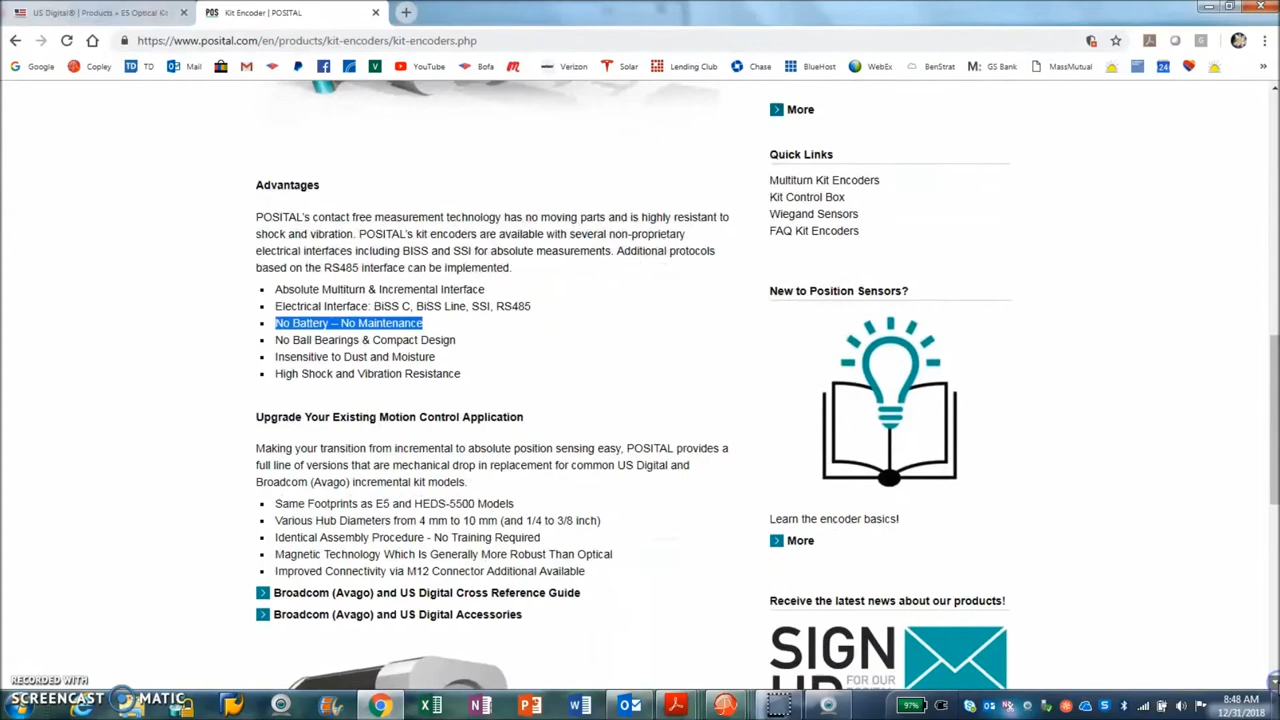 US Digital® | Products » E5 Optical Kit
POS Kit Encoder | POSITAL
https://www.posital.com/en/products/kit-encoders/kit-encoders.php
Google Copley TD TD Mail Bofa YouTube Verizon Solar Lending Club Chase BlueHost WebEx BenStrat M: GS Bank MassMutual 24 »
More
Quick Links
Multiturn Kit Encoders
Kit Control Box
Wiegand Sensors
FAQ Kit Encoders
Advantages
POSITAL's contact free measurement technology has no moving parts and is highly resistant to
shock and vibration. POSITAL's kit encoders are available with several non-proprietary
electrical interfaces including BISS and SSI for absolute measurements. Additional protocols
based on the RS485 interface can be implemented.
Absolute Multiturn & Incremental Interface
Electrical Interface: BiSS C, BiSS Line, SSI, RS485
No Battery – No Maintenance
No Ball Bearings & Compact Design
Insensitive to Dust and Moisture
High Shock and Vibration Resistance
New to Position Sensors?
Learn the encoder basics!
More
Upgrade Your Existing Motion Control Application
Making your transition from incremental to absolute position sensing easy, POSITAL provides a
full line of versions that are mechanical drop in replacement for common US Digital and
Broadcom (Avago) incremental kit models.
Same Footprints as E5 and HEDS-5500 Models
Various Hub Diameters from 4 mm to 10 mm (and 1/4 to 3/8 inch)
Identical Assembly Procedure - No Training Required
Magnetic Technology Which Is Generally More Robust Than Optical
Improved Connectivity via M12 Connector Additional Available
Broadcom (Avago) and US Digital Cross Reference Guide
Broadcom (Avago) and US Digital Accessories
Receive the latest news about our products!
SIGN
UP FOR OUR
POSITAL
RECORDED WITH
SCREENCAST MATIC
97%
8:48 AM
12/31/2018